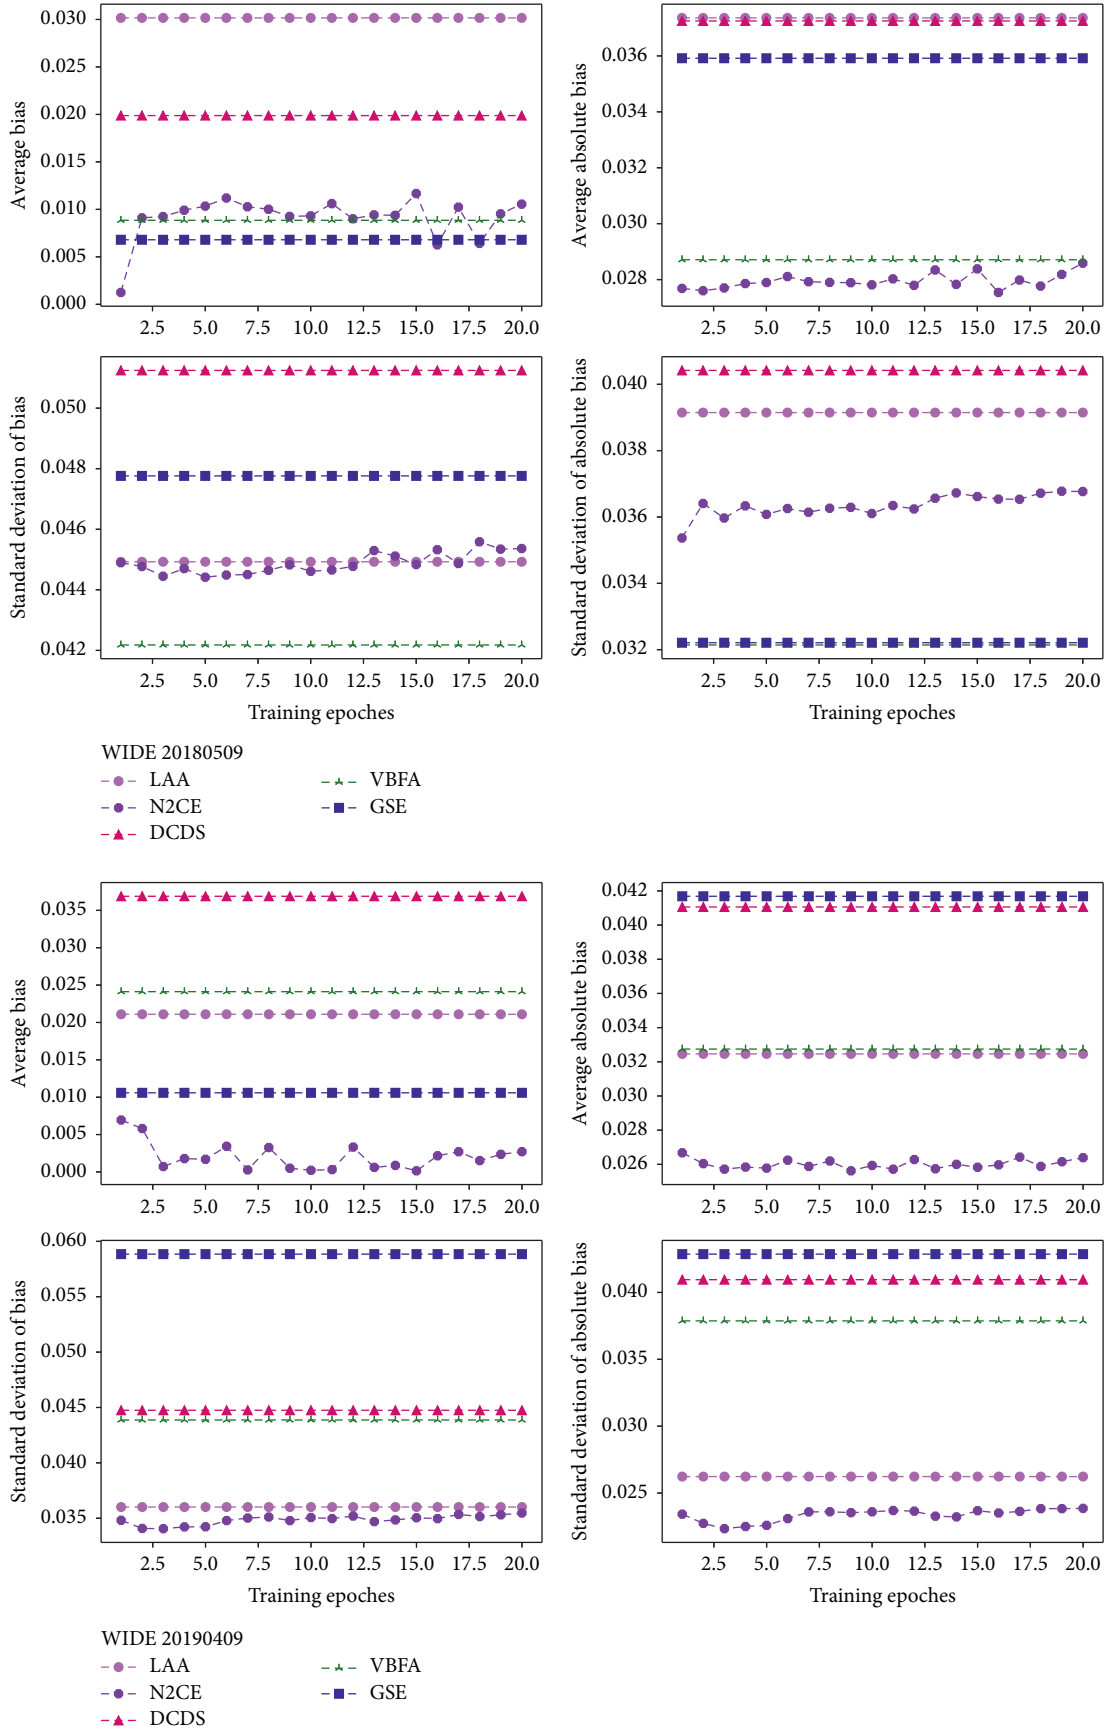 Average bias
0.030
0.025
0.020
0.015
0.010
0.005
0.000
2.5 5.0 7.5 10.0 12.5 15.0 17.5 20.0
Average absolute bias
0.036
0.034
0.032
0.030
0.028
2.5 5.0 7.5 10.0 12.5 15.0 17.5 20.0
Standard deviation of bias
0.050
0.048
0.046
0.044
0.042
2.5 5.0 7.5 10.0 12.5 15.0 17.5 20.0
Training epoches
Standard deviation of absolute bias
0.040
0.038
0.036
0.034
0.032
2.5 5.0 7.5 10.0 12.5 15.0 17.5 20.0
Training epoches
WIDE 20180509
LAA
N2CE
DCDS
VBFA
GSE
Average bias
0.035
0.030
0.025
0.020
0.015
0.010
0.005
0.000
2.5 5.0 7.5 10.0 12.5 15.0 17.5 20.0
Average absolute bias
0.042
0.040
0.038
0.036
0.034
0.032
0.030
0.028
0.026
2.5 5.0 7.5 10.0 12.5 15.0 17.5 20.0
Standard deviation of bias
0.060
0.055
0.050
0.045
0.040
0.035
2.5 5.0 7.5 10.0 12.5 15.0 17.5 20.0
Training epoches
Standard deviation of absolute bias
0.040
0.035
0.030
0.025
2.5 5.0 7.5 10.0 12.5 15.0 17.5 20.0
Training epoches
WIDE 20190409
LAA
N2CE
DCDS
VBFA
GSE